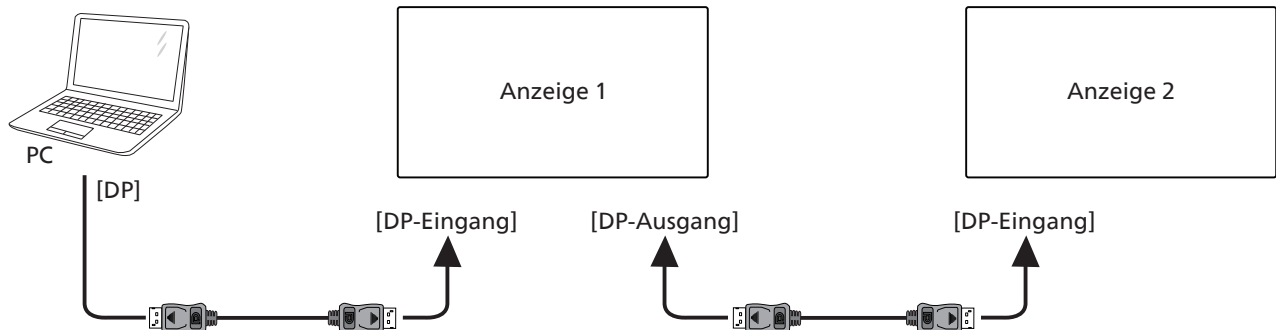 Anzeige 1
Anzeige 2
PC
[DP]
[DP-Eingang]
[DP-Ausgang]
[DP-Eingang]